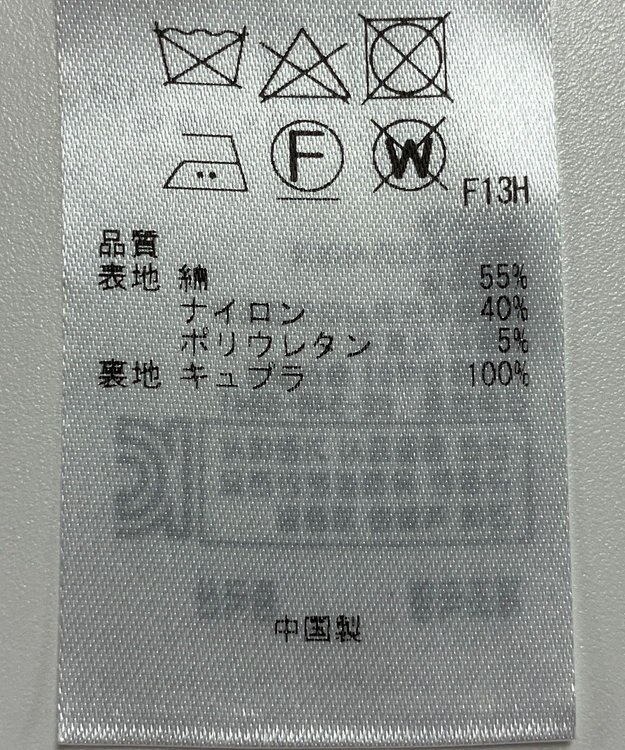 F W
F13H
品質
表地 綿 55%
ナイロン 40%
ポリウレタン 5%
裏地 キュプラ 100%
中国製